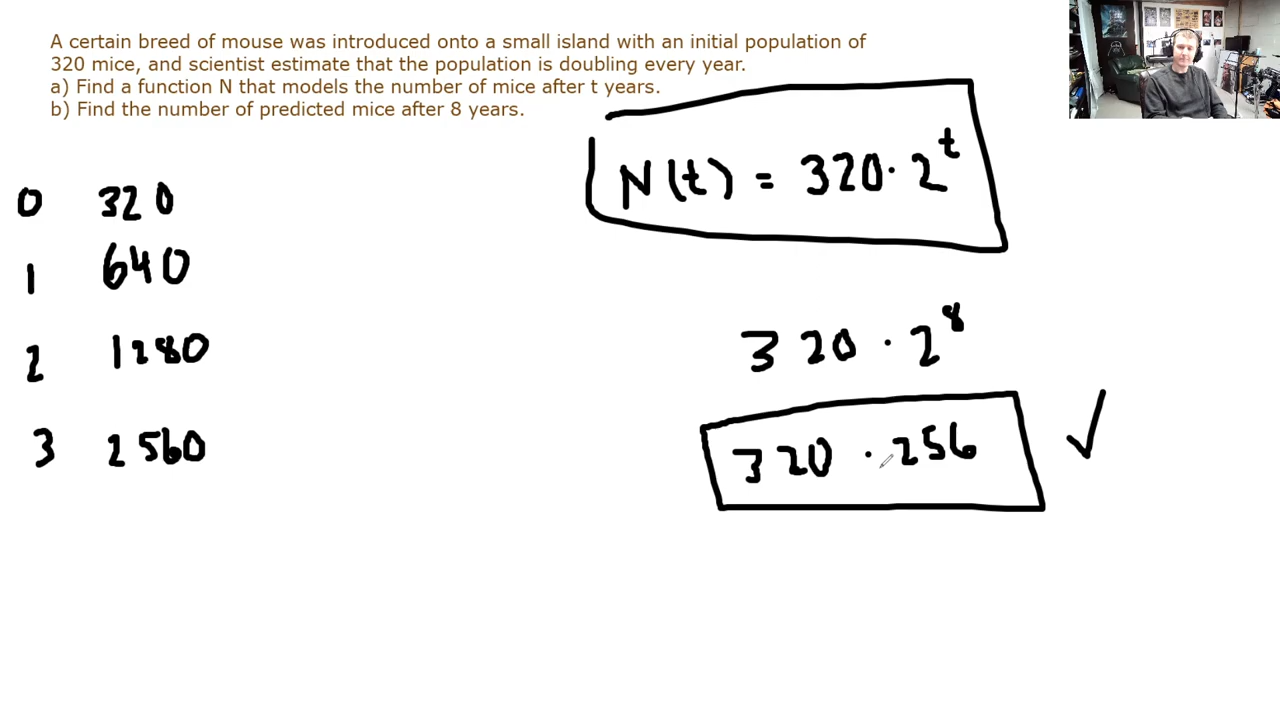 A certain breed of mouse was introduced onto a small island with an initial population of
320 mice, and scientist estimate that the population is doubling every year.
a) Find a function N that models the number of mice after t years.
b) Find the number of predicted mice after 8 years.
N(t) = 320 · 2^t
0 320
1 640
2 1280
3 2560
320 · 2^8
320 · 256 ✓